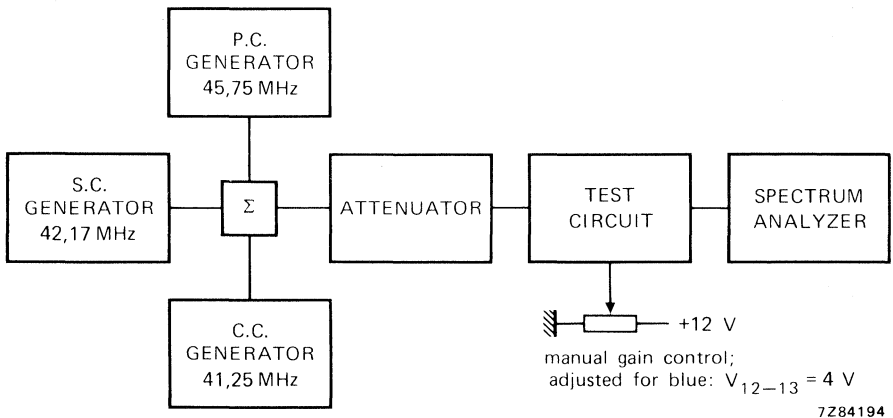 P.C.
GENERATOR
45,75 MHz
S.C.
GENERATOR
42,17 MHz
Σ
ATTENUATOR
TEST
CIRCUIT
SPECTRUM
ANALYZER
C.C.
GENERATOR
41,25 MHz
+12 V
manual gain control;
adjusted for blue: V12–13 = 4 V
7Z84194